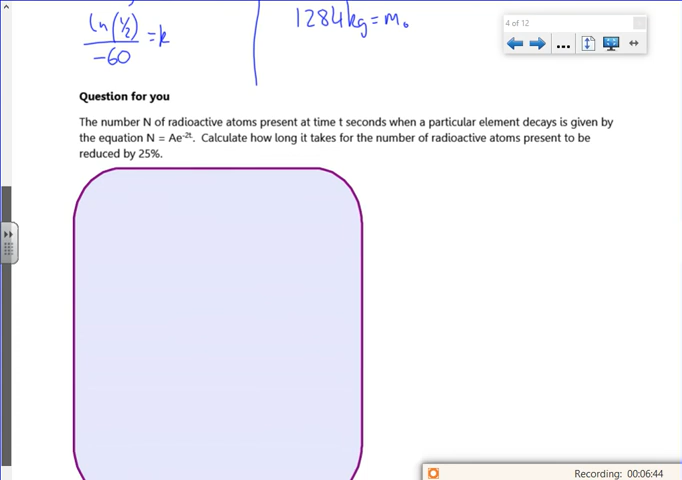 ln(½)
-60
=k
1284kg=m₀
4 of 12
...
Question for you
The number N of radioactive atoms present at time t seconds when a particular element decays is given by
the equation N = Ae⁻²ᵗ. Calculate how long it takes for the number of radioactive atoms present to be
reduced by 25%.
Recording: 00:06:44